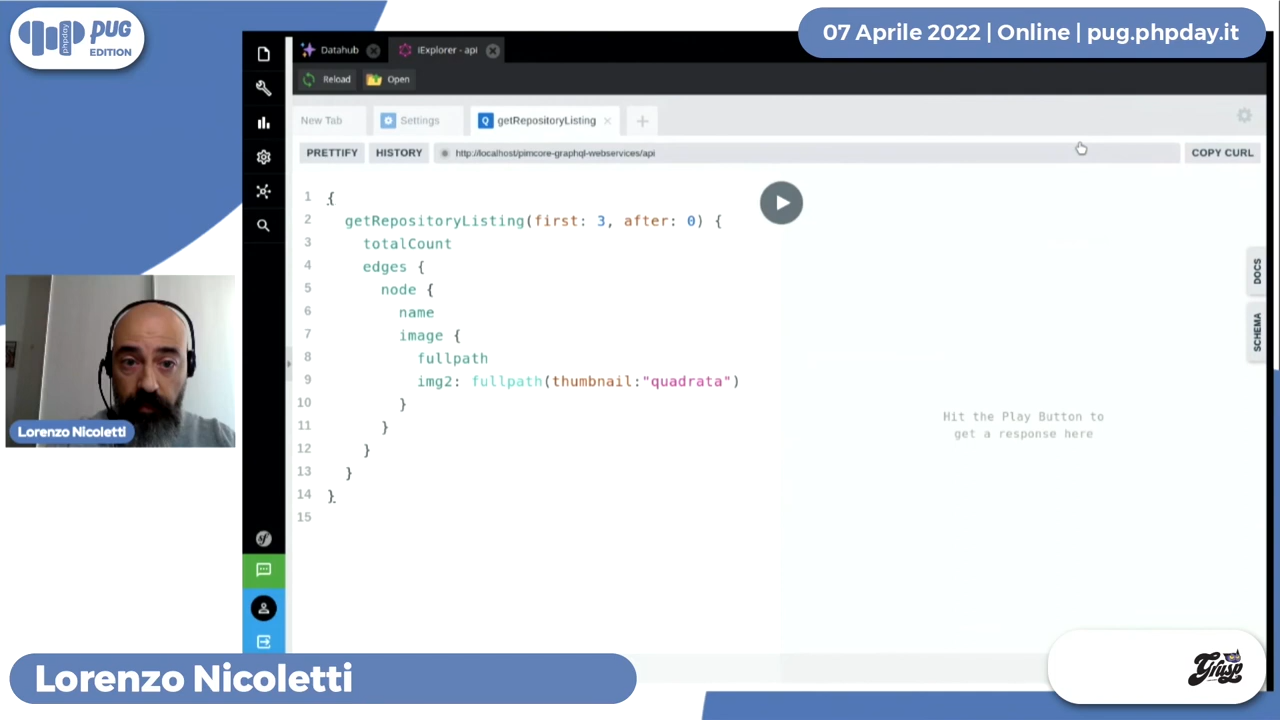 phpday
PUG
EDITION
07 Aprile 2022 | Online | pug.phpday.it
Datahub
iExplorer - api
Reload
Open
New Tab
Settings
Q
getRepositoryListing
PRETTIFY
HISTORY
http://localhost/pimcore-graphql-webservices/api
COPY CURL
1 {
2 getRepositoryListing(first: 3, after: 0) {
3 totalCount
4 edges {
5 node {
6 name
7 image {
8 fullpath
9 img2: fullpath(thumbnail:"quadrata")
10 }
11 }
12 }
13 }
14 }
15
Hit the Play Button to
get a response here
DOCS
SCHEMA
sf
Lorenzo Nicoletti
Lorenzo Nicoletti
Grusp